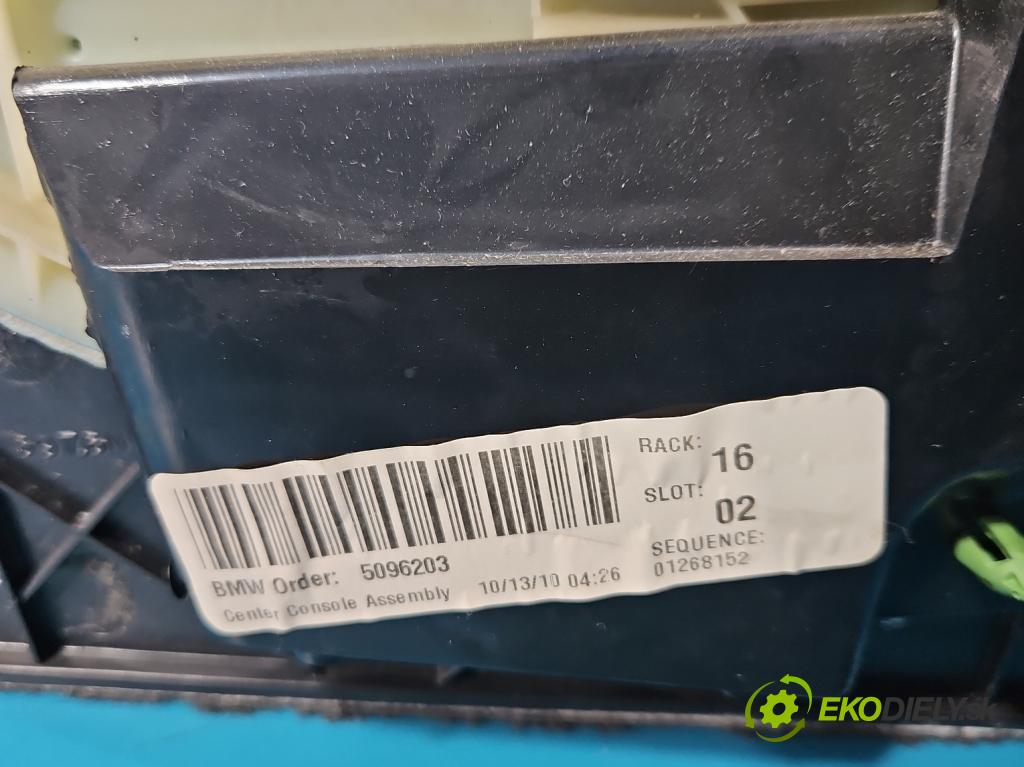 RACK: 16
SLOT: 02
SEQUENCE:
01268152
BMW Order: 5096203
Center Console Assembly 10/13/10 04:26
EKODIELY.sk